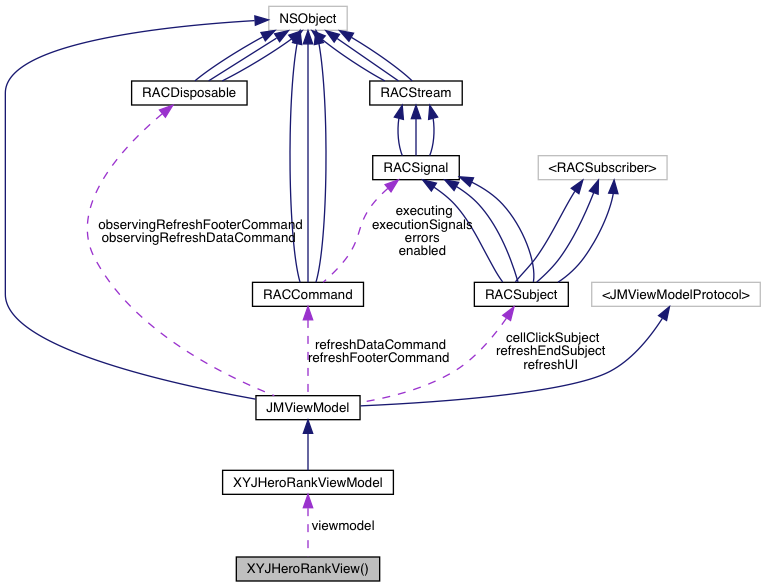 NSObject
RACDisposable
RACStream
RACSignal
<RACSubscriber>
observingRefreshFooterCommand
observingRefreshDataCommand
executing
executionSignals
errors
enabled
RACCommand
RACSubject
<JMViewModelProtocol>
refreshDataCommand
refreshFooterCommand
cellClickSubject
refreshEndSubject
refreshUI
JMViewModel
XYJHeroRankViewModel
viewmodel
XYJHeroRankView()